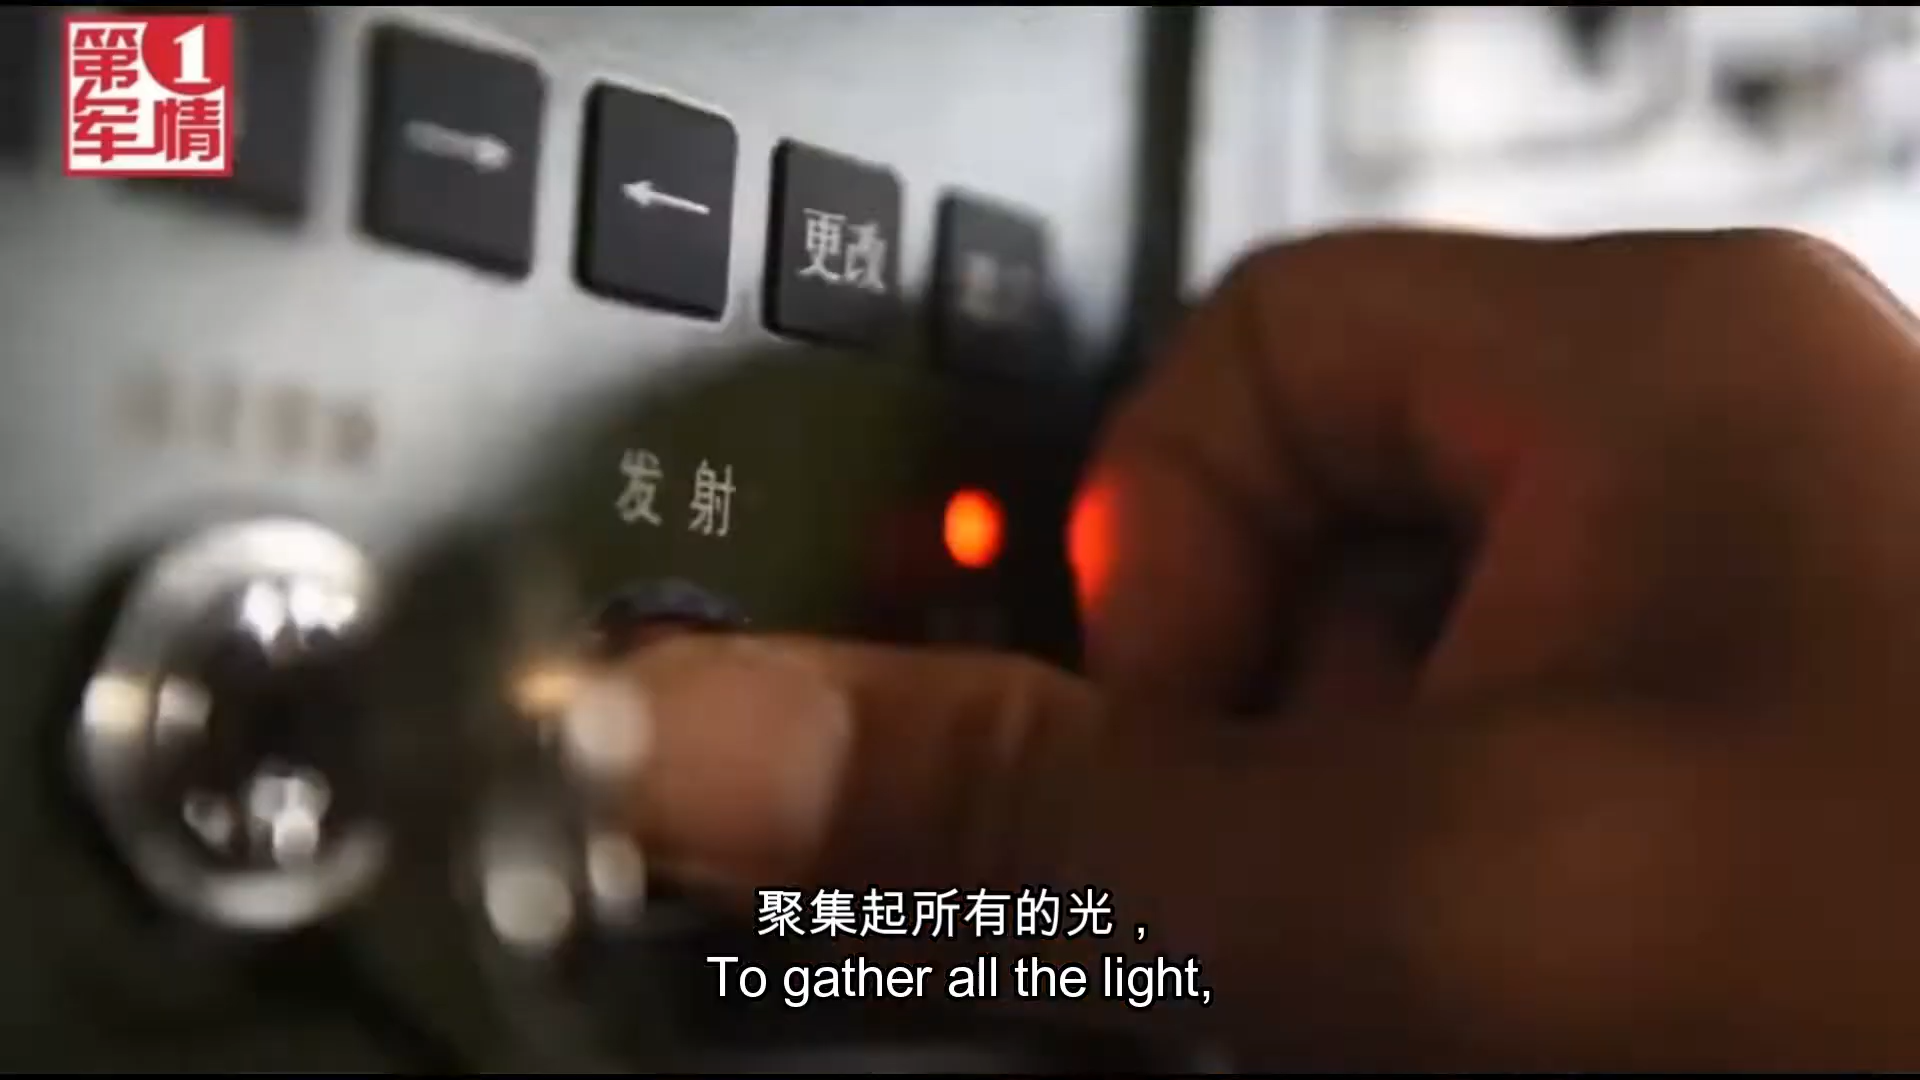 第1
军情
更改
发射
聚集起所有的光，
To gather all the light,